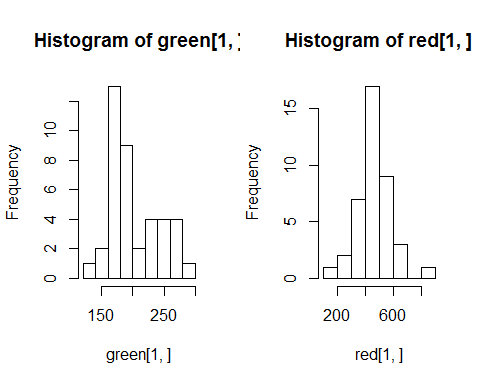 Histogram of green[1, ]
Frequency
0 2 4 6 8 10
150 250
green[1, ]
Histogram of red[1, ]
Frequency
0 5 10 15
200 600
red[1, ]